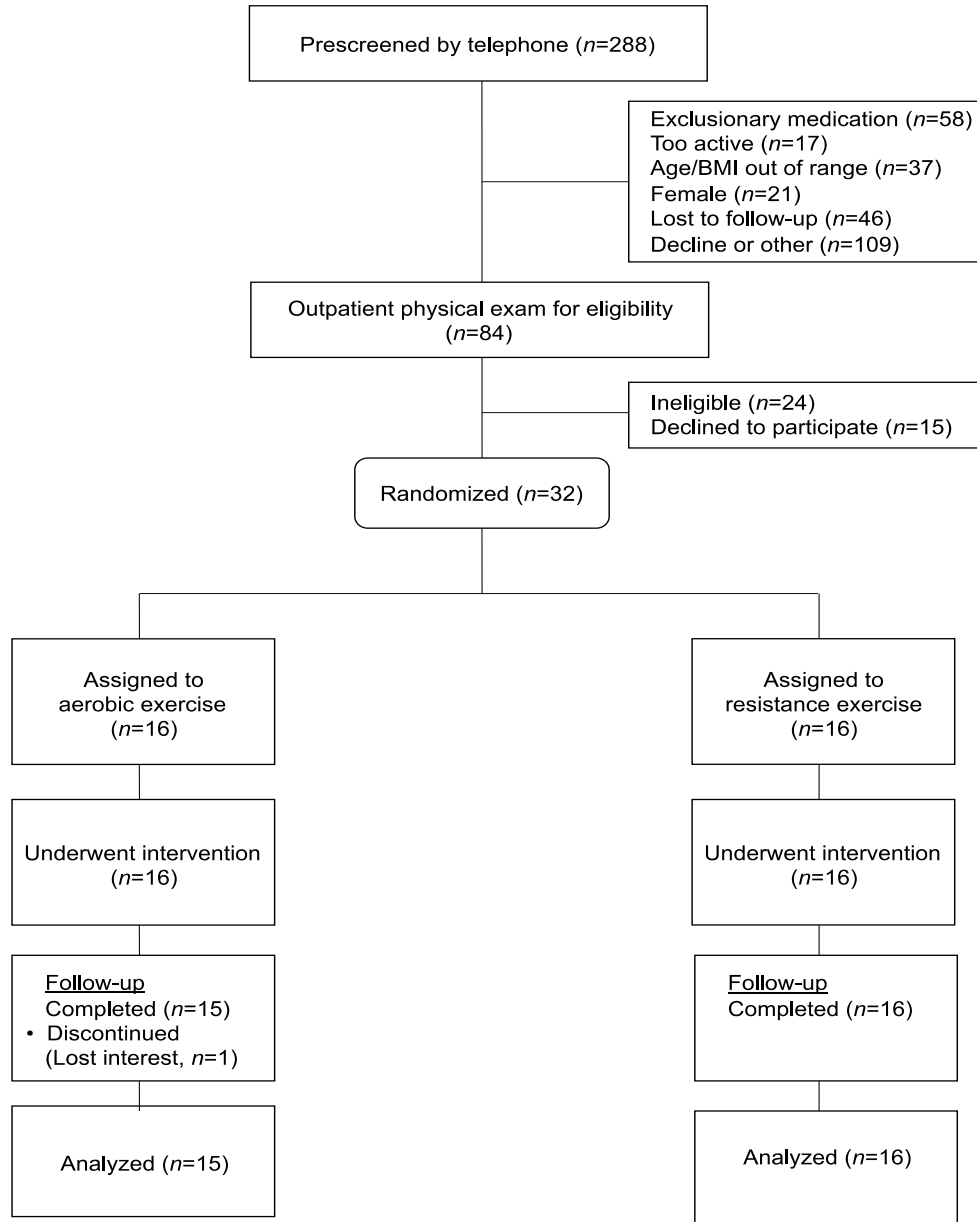 Prescreened by telephone (n=288)
Exclusionary medication (n=58)
Too active (n=17)
Age/BMI out of range (n=37)
Female (n=21)
Lost to follow-up (n=46)
Decline or other (n=109)
Outpatient physical exam for eligibility
(n=84)
Ineligible (n=24)
Declined to participate (n=15)
Randomized (n=32)
Assigned to
aerobic exercise
(n=16)
Assigned to
resistance exercise
(n=16)
Underwent intervention
(n=16)
Underwent intervention
(n=16)
Follow-up
Completed (n=15)
• Discontinued
(Lost interest, n=1)
Follow-up
Completed (n=16)
Analyzed (n=15)
Analyzed (n=16)